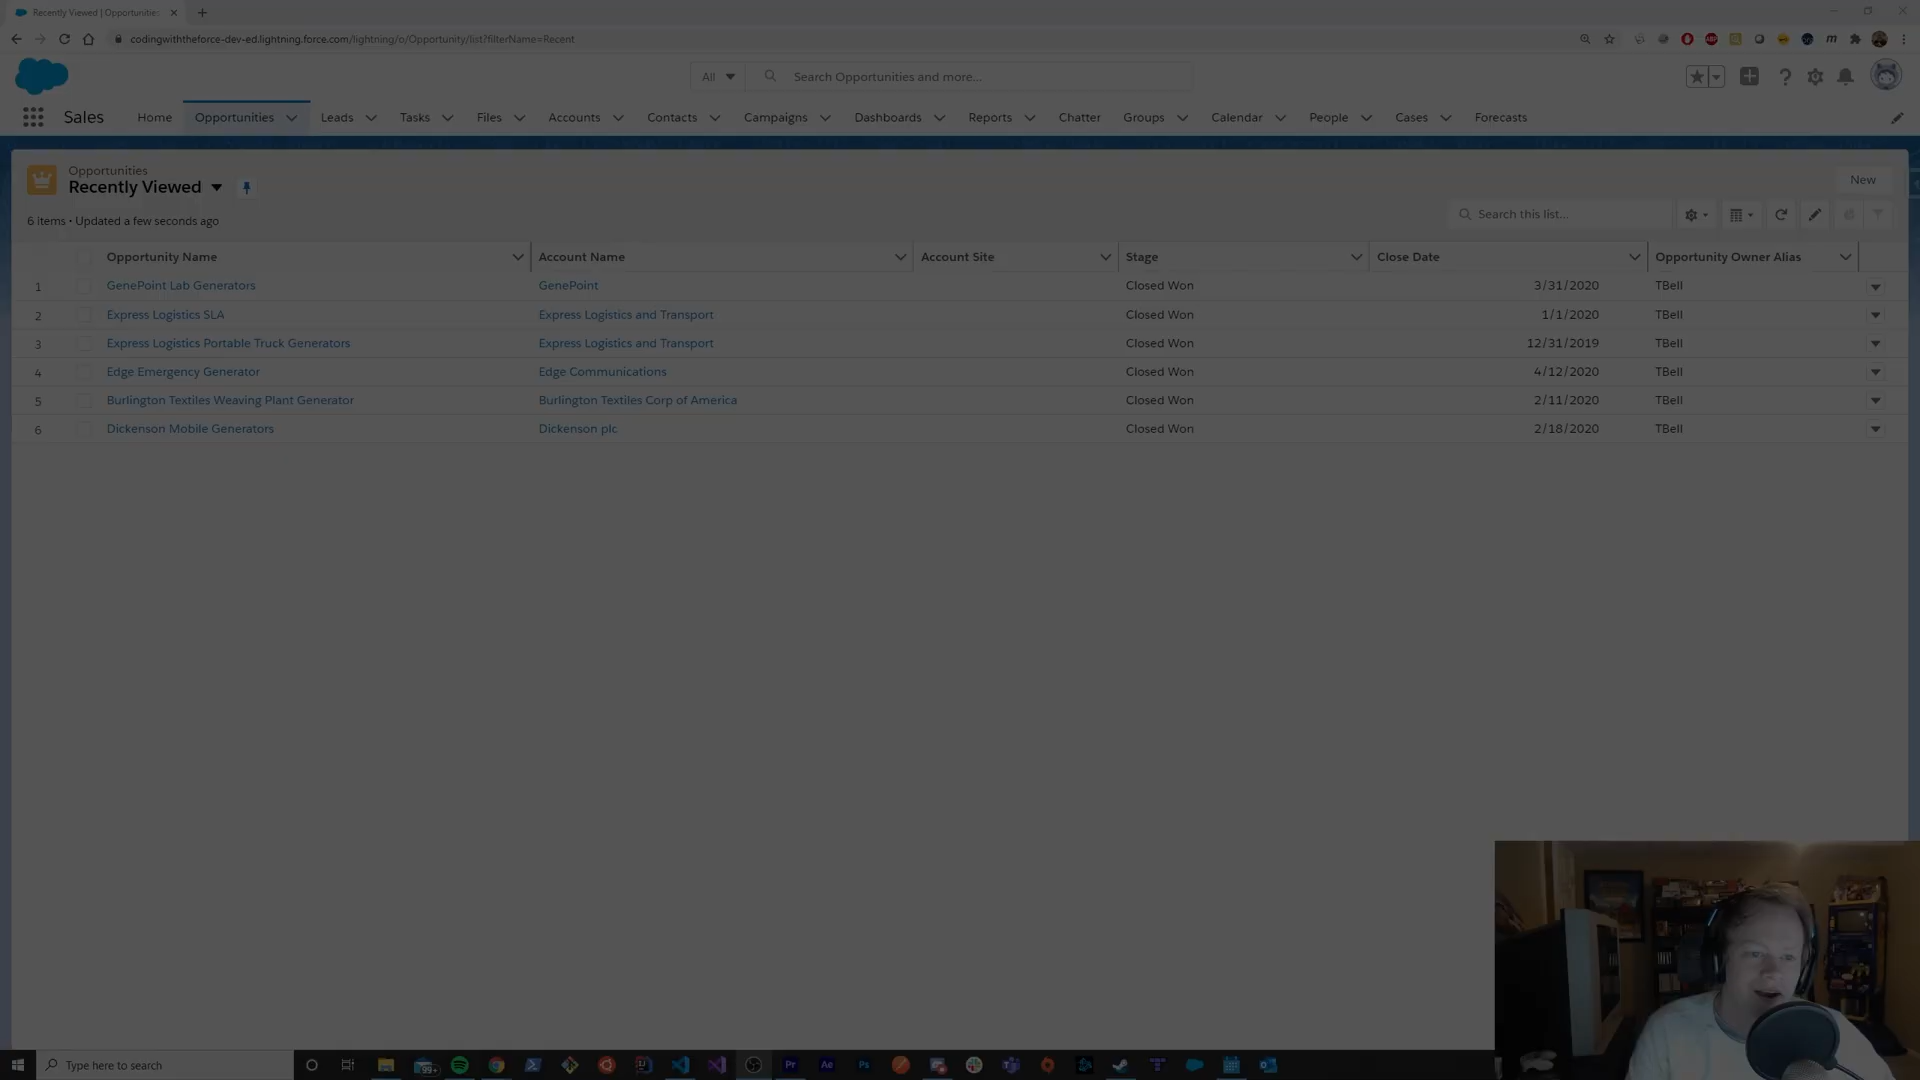 Recently Viewed | Opportunities
codingwiththeforce-dev-ed.lightning.force.com/lightning/o/Opportunity/list?filterName=Recent
All
Search Opportunities and more...
Sales
Home
Opportunities
Leads
Tasks
Files
Accounts
Contacts
Campaigns
Dashboards
Reports
Chatter
Groups
Calendar
People
Cases
Forecasts
Opportunities
Recently Viewed
New
6 items • Updated a few seconds ago
Search this list...
Opportunity Name Account Name Account Site Stage Close Date Opportunity Owner Alias
1 GenePoint Lab Generators GenePoint Closed Won 3/31/2020 TBell
2 Express Logistics SLA Express Logistics and Transport Closed Won 1/1/2020 TBell
3 Express Logistics Portable Truck Generators Express Logistics and Transport Closed Won 12/31/2019 TBell
4 Edge Emergency Generator Edge Communications Closed Won 4/12/2020 TBell
5 Burlington Textiles Weaving Plant Generator Burlington Textiles Corp of America Closed Won 2/11/2020 TBell
6 Dickenson Mobile Generators Dickenson plc Closed Won 2/18/2020 TBell
Type here to search
99+
Pr
Ae
Ps